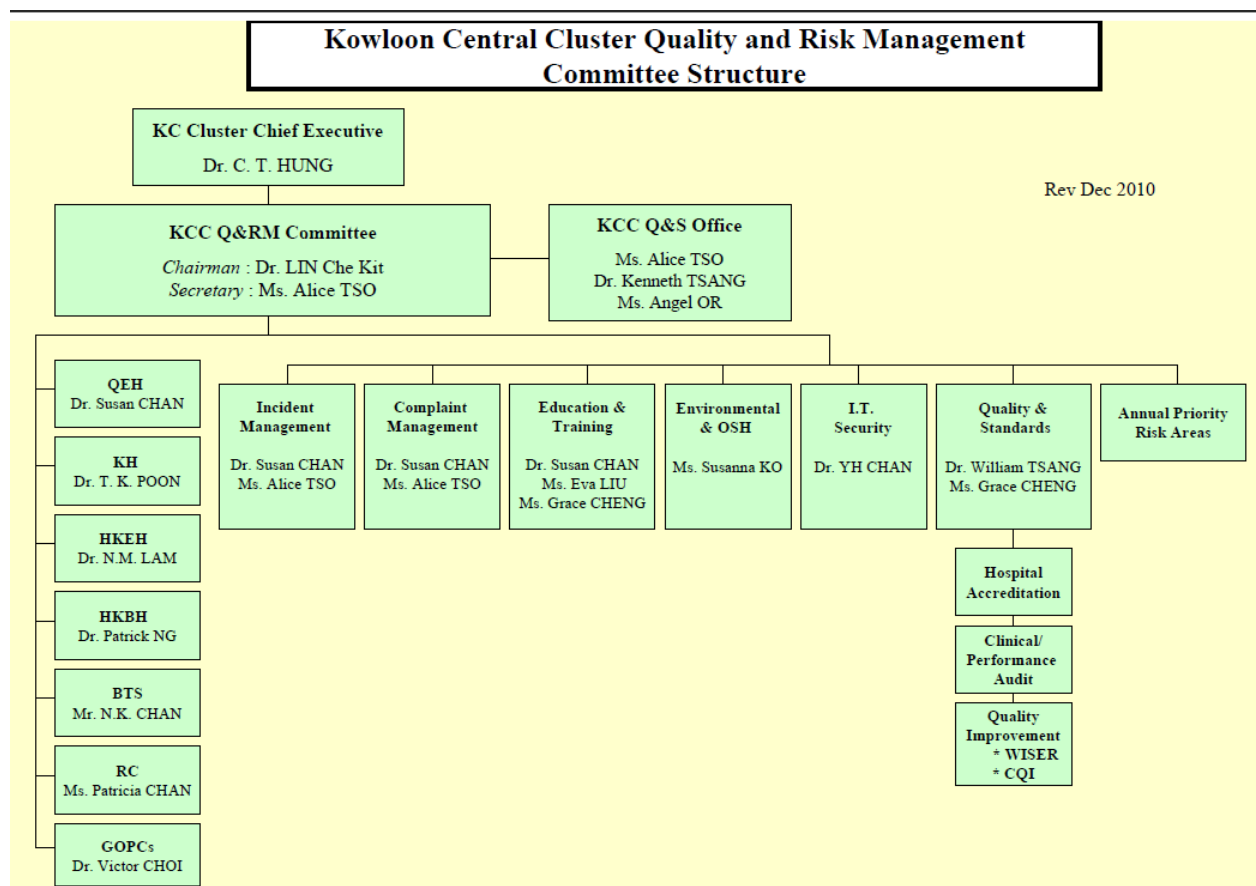 Kowloon Central Cluster Quality and Risk Management
Committee Structure
KC Cluster Chief Executive
Dr. C. T. HUNG
Rev Dec 2010
KCC Q&RM Committee
Chairman : Dr. LIN Che Kit
Secretary : Ms. Alice TSO
KCC Q&S Office
Ms. Alice TSO
Dr. Kenneth TSANG
Ms. Angel OR
QEH
Dr. Susan CHAN
KH
Dr. T. K. POON
HKEH
Dr. N.M. LAM
HKBH
Dr. Patrick NG
BTS
Mr. N.K. CHAN
RC
Ms. Patricia CHAN
GOPCs
Dr. Victor CHOI
Incident
Management
Dr. Susan CHAN
Ms. Alice TSO
Complaint
Management
Dr. Susan CHAN
Ms. Alice TSO
Education &
Training
Dr. Susan CHAN
Ms. Eva LIU
Ms. Grace CHENG
Environmental
& OSH
Ms. Susanna KO
I.T.
Security
Dr. YH CHAN
Quality &
Standards
Dr. William TSANG
Ms. Grace CHENG
Annual Priority
Risk Areas
Hospital
Accreditation
Clinical/
Performance
Audit
Quality
Improvement
* WISER
* CQI